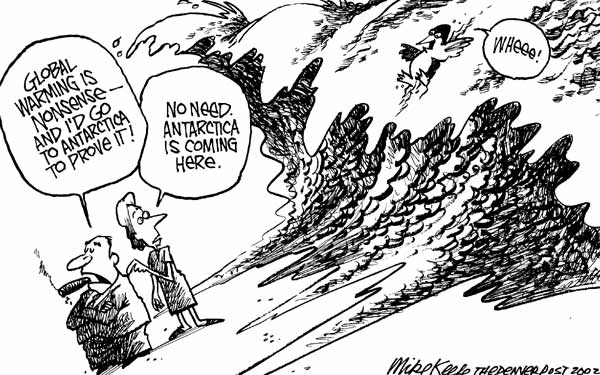 GLOBAL
WARMING IS
NONSENSE—
AND I'D GO
TO ANTARCTICA
TO PROVE IT!
NO NEED.
ANTARCTICA
IS COMING
HERE.
WHEEE!
MIKE KEEFE THE DENVER POST 2002